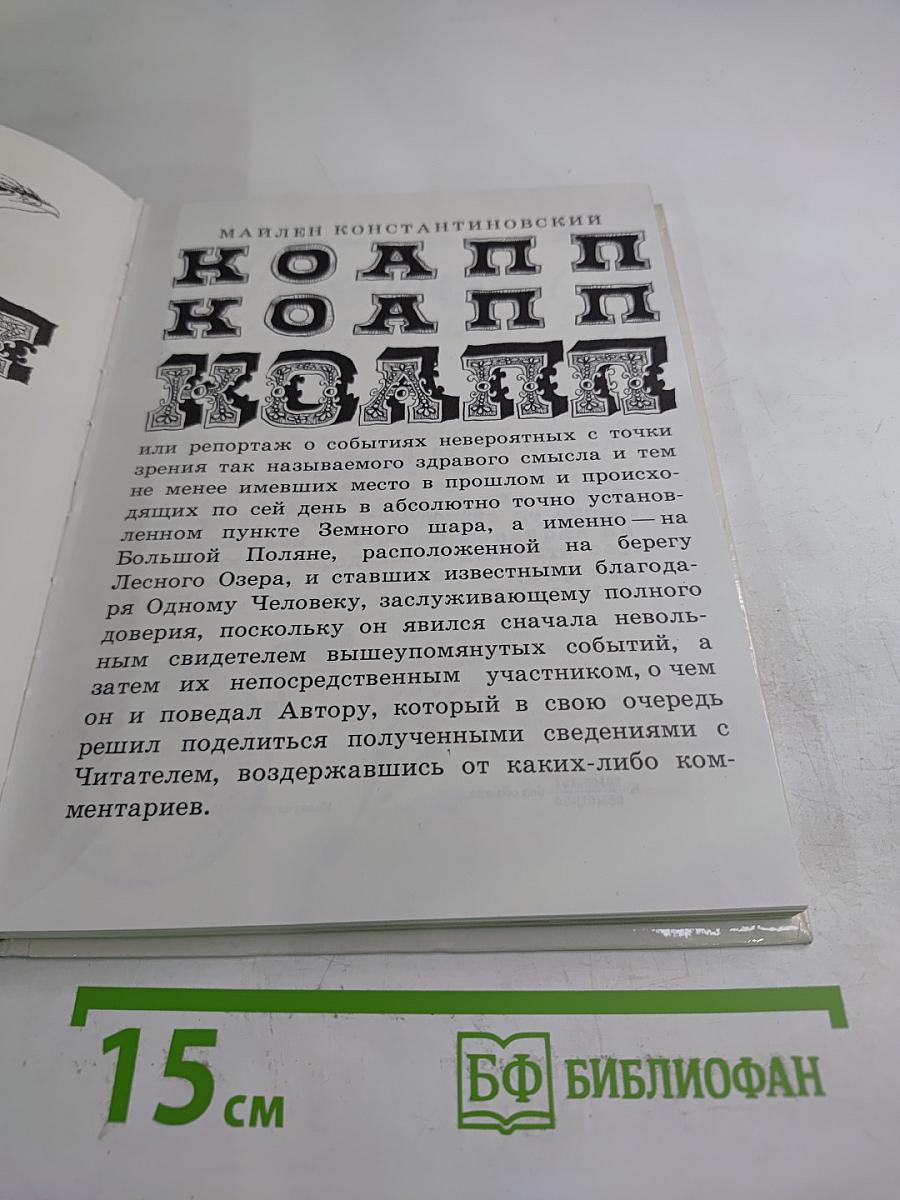 МАЙЛЕН КОНСТАНТИНОВСКИЙ
КОАПП
КОАПП
КОАПП
или репортаж о событиях невероятных с точки
зрения так называемого здравого смысла и тем
не менее имевших место в прошлом и происхо-
дящих по сей день в абсолютно точно установ-
ленном пункте Земного шара, а именно — на
Большой Поляне, расположенной на берегу
Лесного Озера, и ставших известными благода-
ря Одному Человеку, заслуживающему полного
доверия, поскольку он явился сначала неволь-
ным свидетелем вышеупомянутых событий, а
затем их непосредственным участником, о чем
он и поведал Автору, который в свою очередь
решил поделиться полученными сведениями с
Читателем, воздержавшись от каких-либо ком-
ментариев.
15 см
БФ БИБЛИОФАН